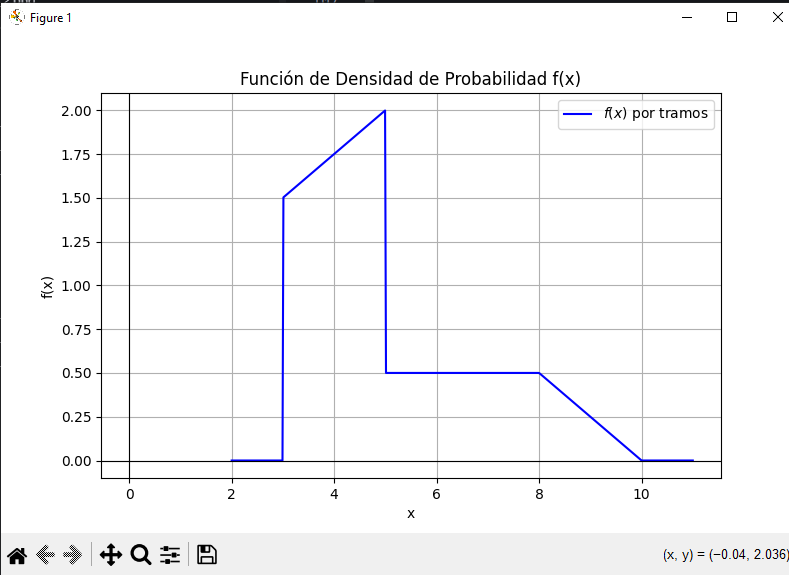 Figure 1
Función de Densidad de Probabilidad f(x)
f(x) por tramos
2.00
1.75
1.50
1.25
1.00
0.75
0.50
0.25
0.00
f(x)
0 2 4 6 8 10
x
(x, y) = (−0.04, 2.036)